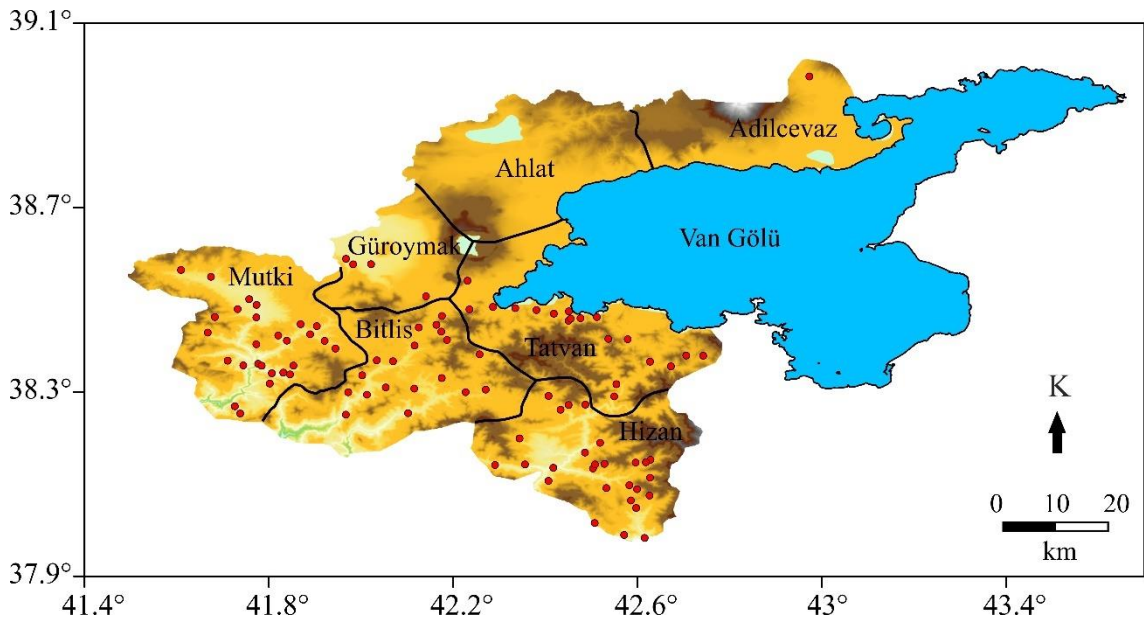 39.1°
Adilcevaz
Ahlat
38.7°
Güroymak
Van Gölü
Mutki
Bitlis
Tatvan
38.3°
K
Hizan
0 10 20
km
37.9°
41.4° 41.8° 42.2° 42.6° 43° 43.4°